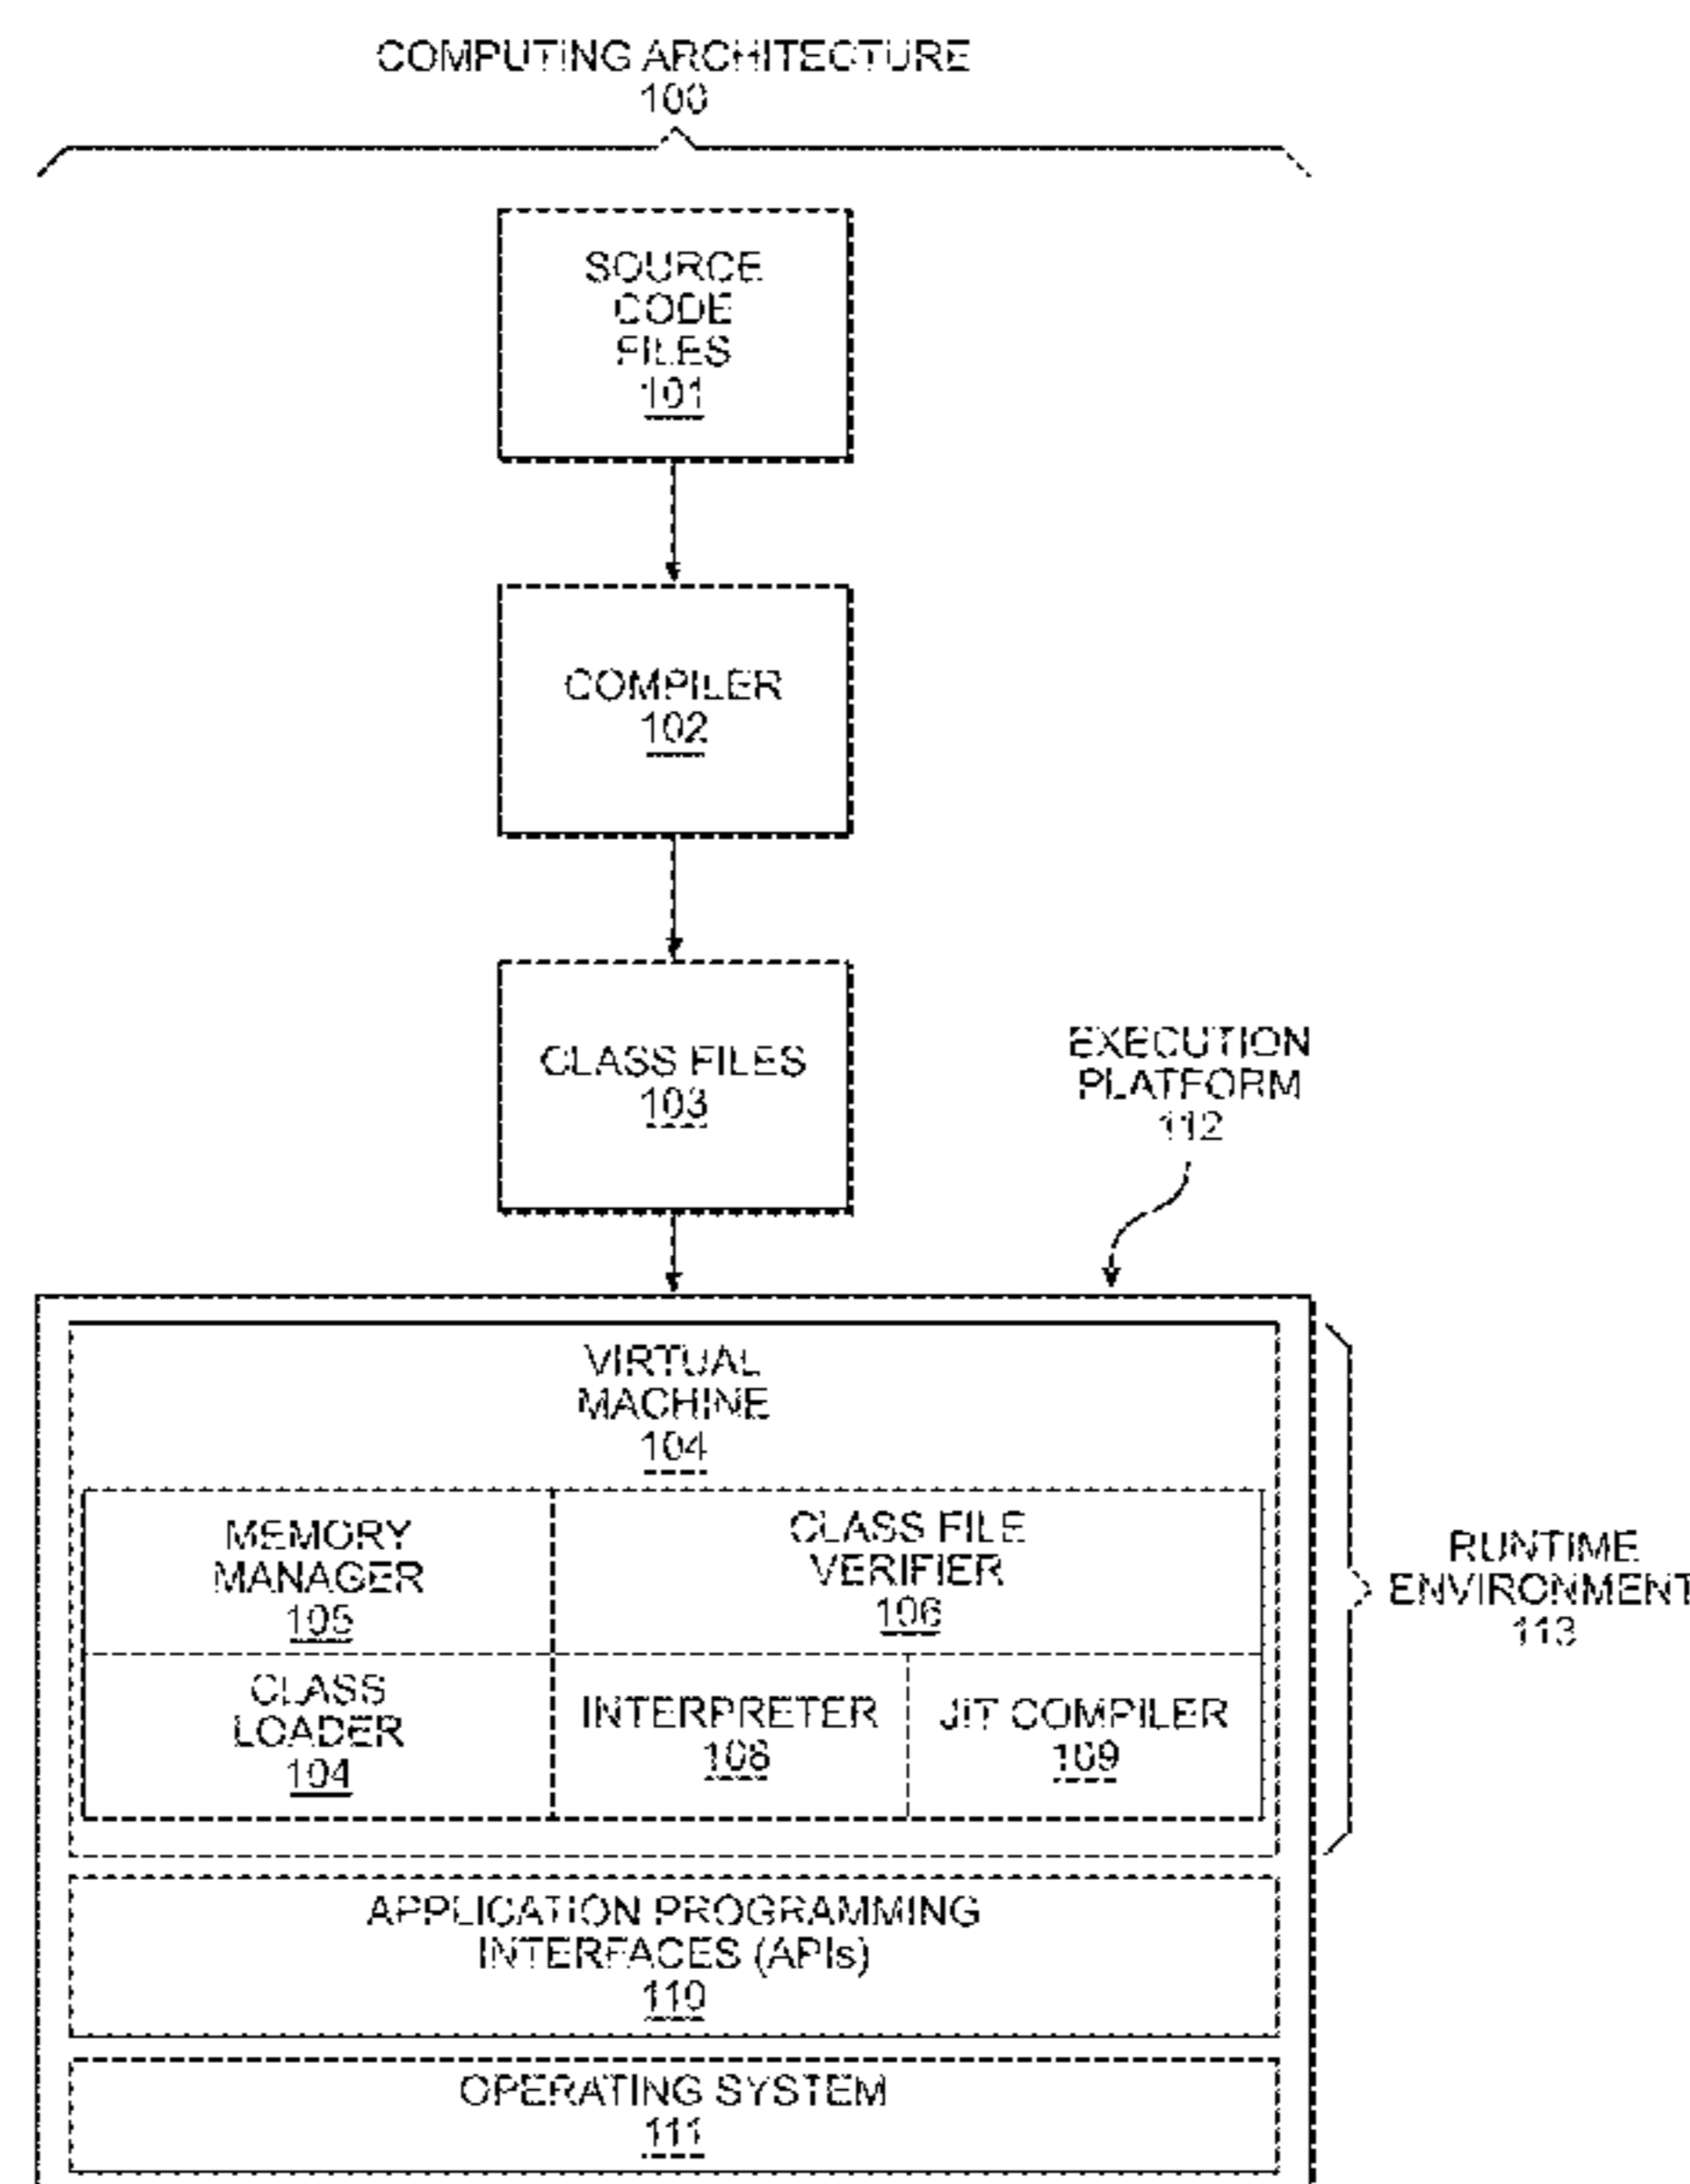 COMPUTING ARCHITECTURE
100
SOURCE
CODE
FILES
101
COMPILER
102
CLASS FILES
103
EXECUTION
PLATFORM
112
VIRTUAL
MACHINE
104
MEMORY
MANAGER
105
CLASS FILE
VERIFIER
106
CLASS
LOADER
104
INTERPRETER
108
JIT COMPILER
109
RUNTIME
ENVIRONMENT
113
APPLICATION PROGRAMMING
INTERFACES (APIs)
110
OPERATING SYSTEM
111